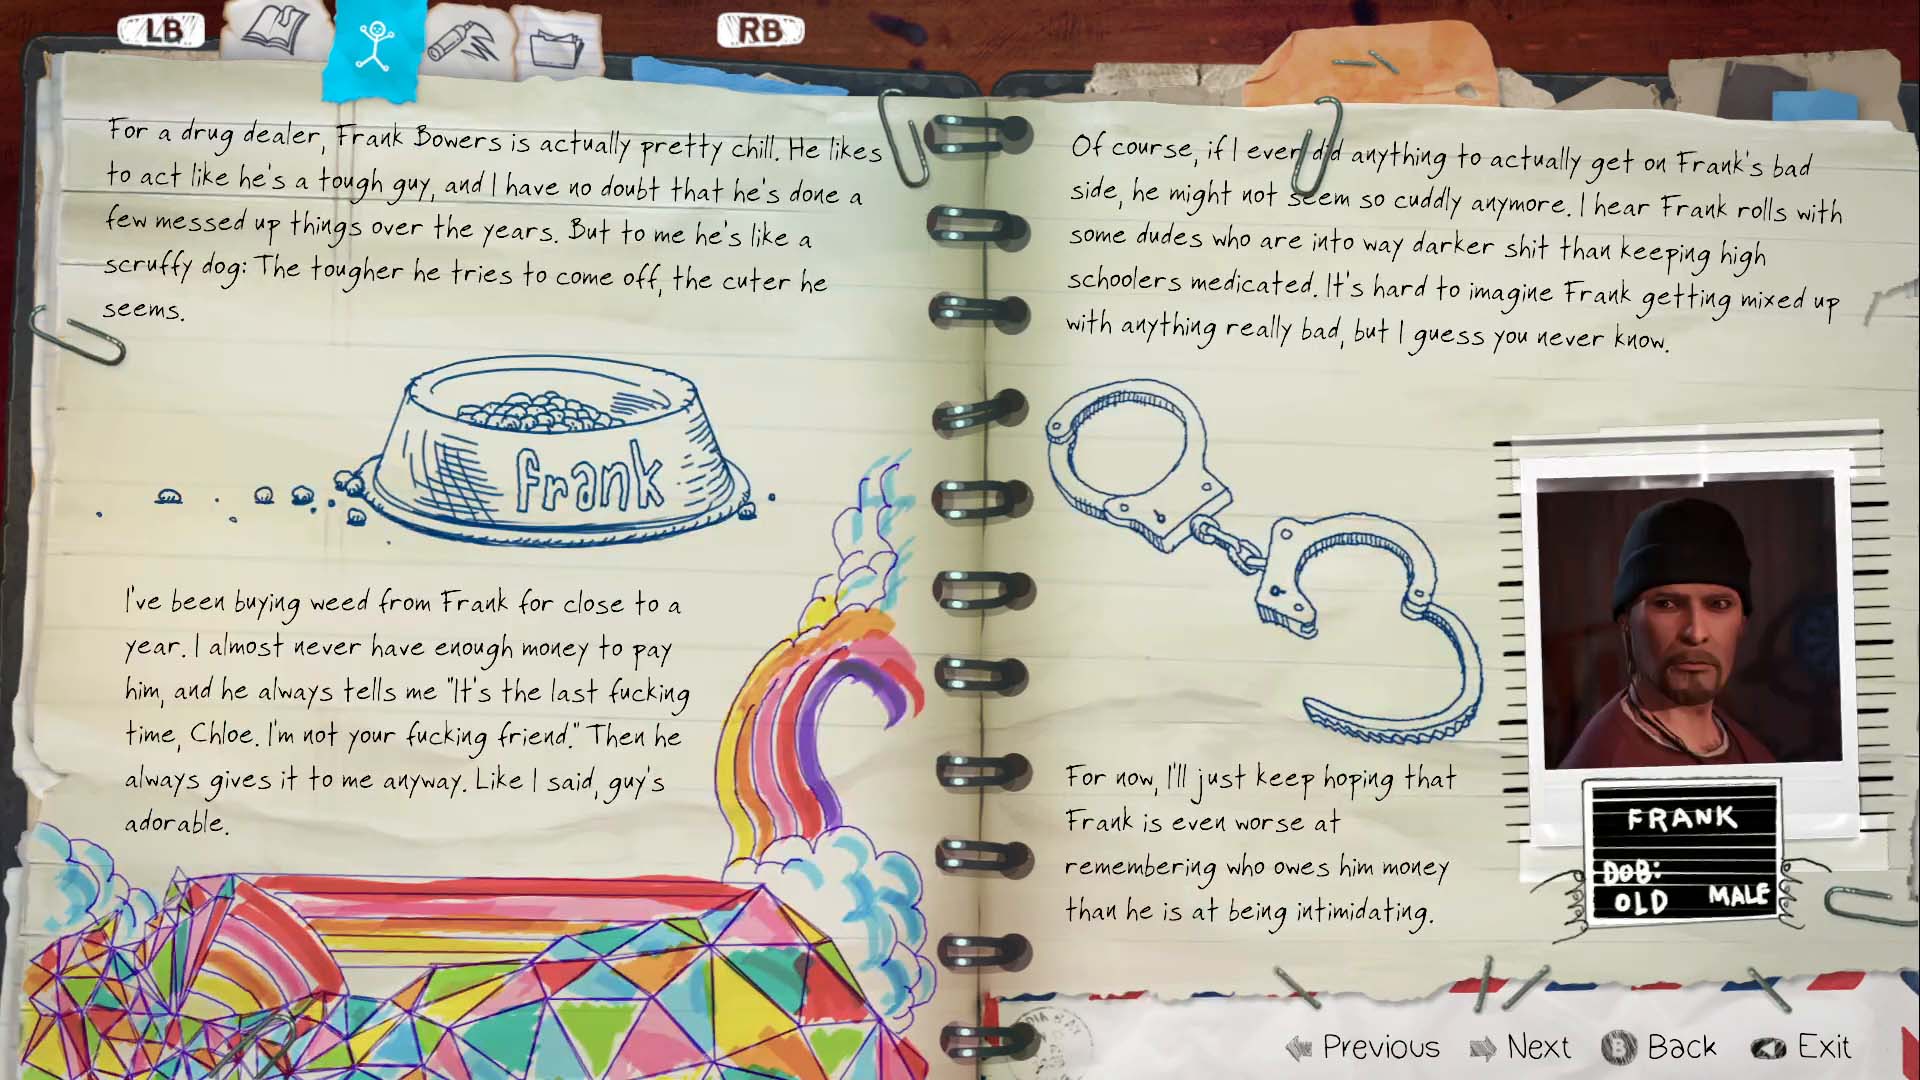 LB
RB
For a drug dealer, Frank Bowers is actually pretty chill. He likes
to act like he's a tough guy, and I have no doubt that he's done a
few messed up things over the years. But to me he's like a
scruffy dog: The tougher he tries to come off, the cuter he
seems.
frank
I've been buying weed from Frank for close to a
year. I almost never have enough money to pay
him, and he always tells me "It's the last fucking
time, Chloe. I'm not your fucking friend." Then he
always gives it to me anyway. Like I said, guy's
adorable.
Of course, if I ever did anything to actually get on Frank's bad
side, he might not seem so cuddly anymore. I hear Frank rolls with
some dudes who are into way darker shit than keeping high
schoolers medicated. It's hard to imagine Frank getting mixed up
with anything really bad, but I guess you never know.
For now, I'll just keep hoping that
Frank is even worse at
remembering who owes him money
than he is at being intimidating.
FRANK
DOB:
OLD MALE
Previous Next B Back Exit